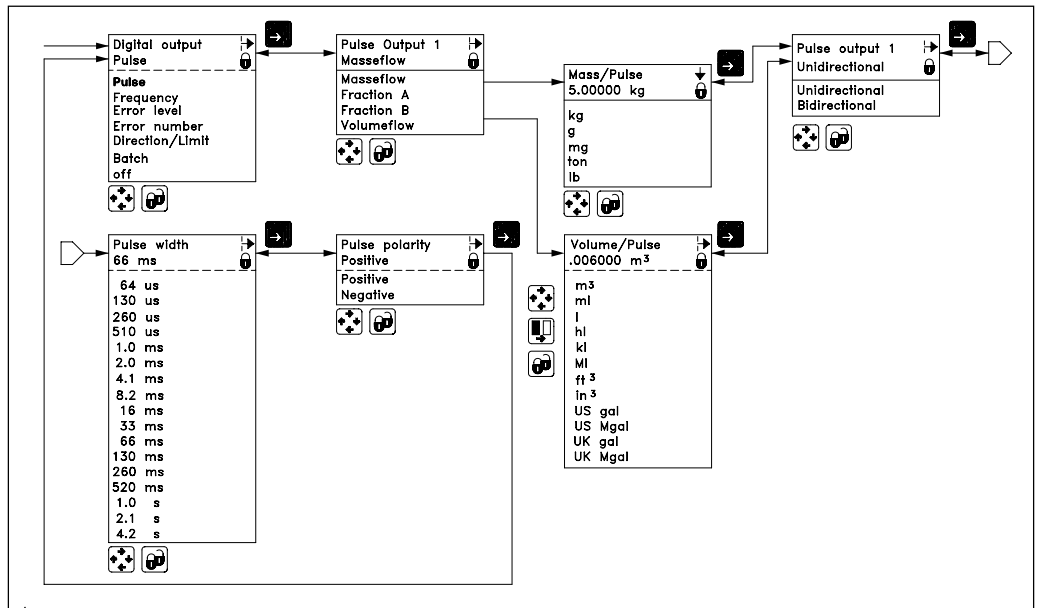 Digital output
Pulse
Pulse
Frequency
Error level
Error number
Direction/Limit
Batch
off
Pulse Output 1
Masseflow
Masseflow
Fraction A
Fraction B
Volumeflow
Mass/Pulse
5.00000 kg
kg
g
mg
ton
lb
Pulse output 1
Unidirectional
Unidirectional
Bidirectional
Pulse width
66 ms
64 us
130 us
260 us
510 us
1.0 ms
2.0 ms
4.1 ms
8.2 ms
16 ms
33 ms
66 ms
130 ms
260 ms
520 ms
1.0 s
2.1 s
4.2 s
Pulse polarity
Positive
Positive
Negative
Volume/Pulse
.006000 m³
m³
ml
l
hl
kl
Ml
ft³
in³
US gal
US Mgal
UK gal
UK Mgal